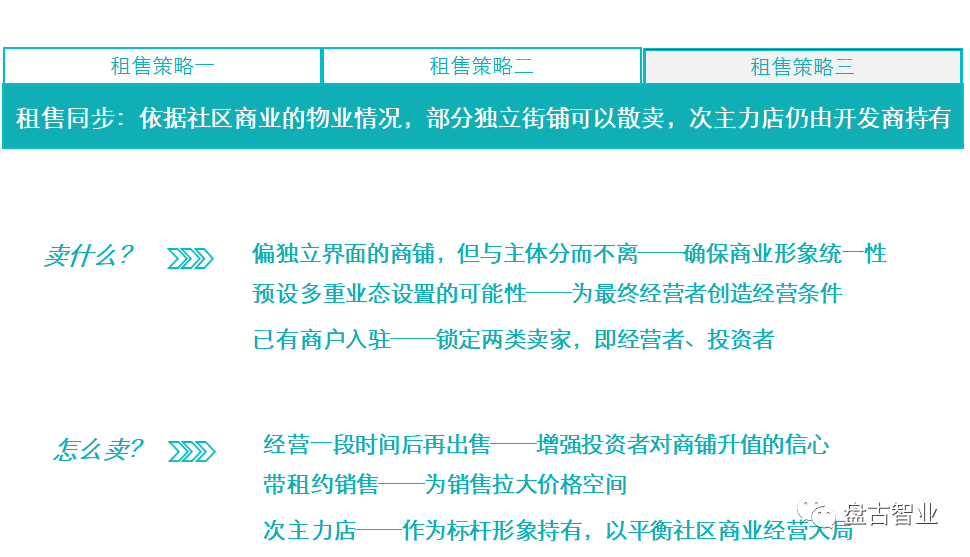 租售策略一
租售策略二
租售策略三
租售同步：依据社区商业的物业情况，部分独立街铺可以散卖，次主力店仍由开发商持有
卖什么？
偏独立界面的商铺，但与主体分而不离——确保商业形象统一性
预设多重业态设置的可能性——为最终经营者创造经营条件
已有商户入驻——锁定两类卖家，即经营者、投资者
怎么卖？
经营一段时间后再出售——增强投资者对商铺升值的信心
带租约销售——为销售拉大价格空间
次主力店——作为标杆形象持有，以平衡社区商业经营大局
盘古智业